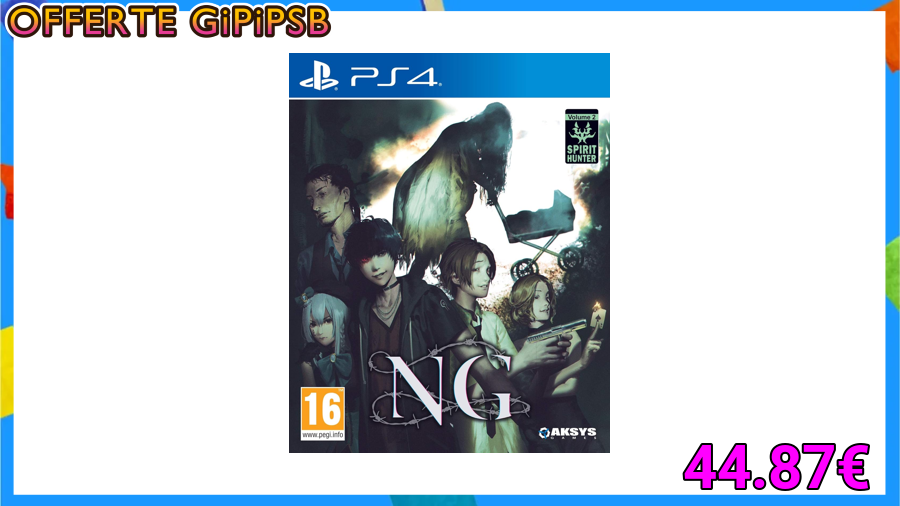 OFFERTE GiPiPSB
PS4
Volume 2
SPIRIT
HUNTER
NG
16
www.pegi.info
AKSYS
GAMES
44.87€